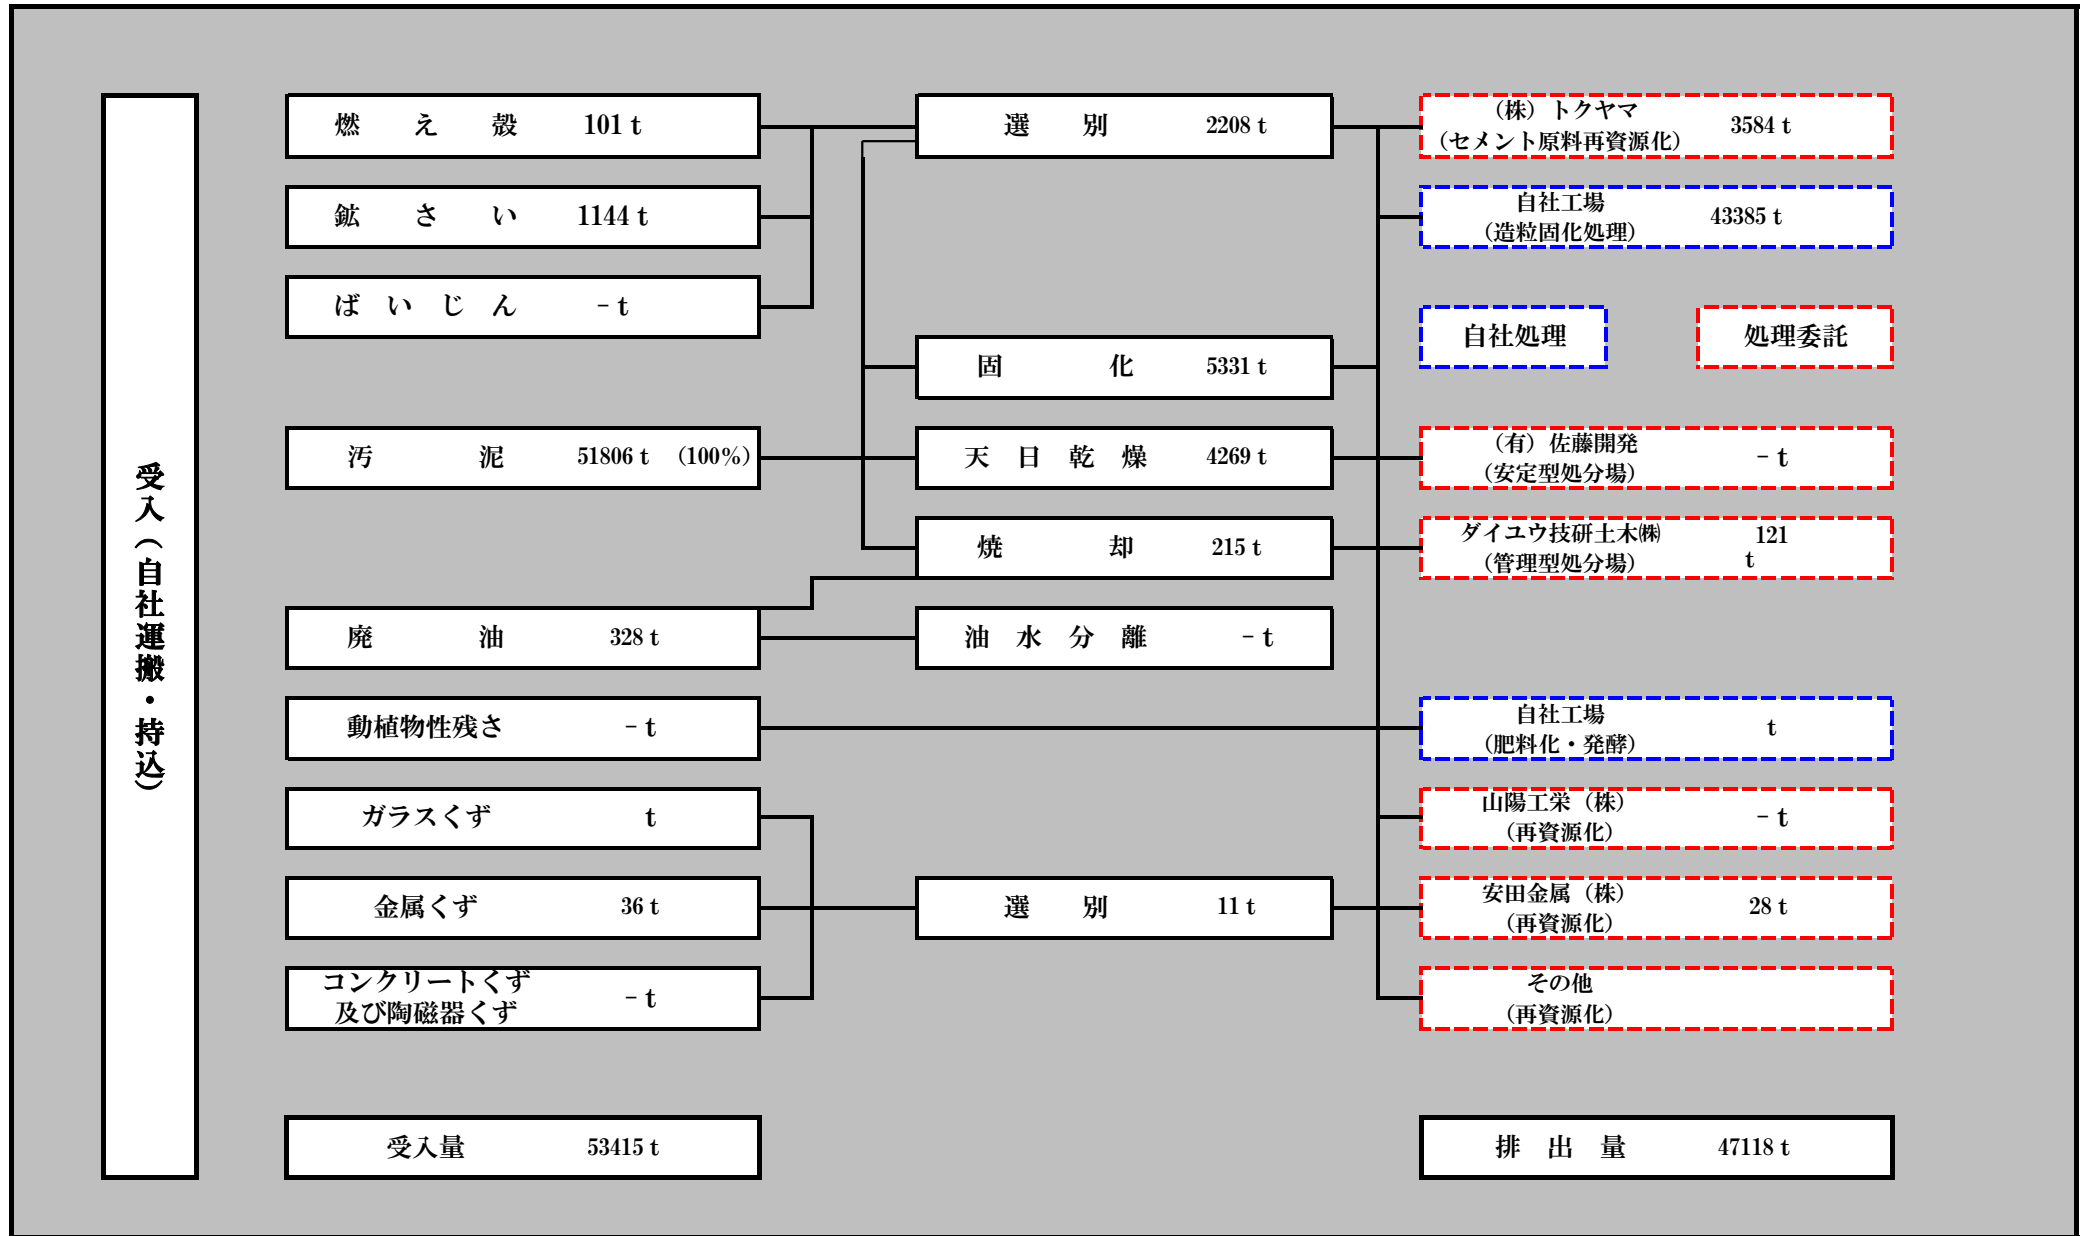 受入（自社運搬・持込）
燃え殻 101 t
選別 2208 t
（株）トクヤマ
（セメント原料再資源化）
3584 t
鉱さい 1144 t
自社工場
（造粒固化処理）
43385 t
ばいじん － t
自社処理
処理委託
固化 5331 t
汚泥 51806 t （100%）
天日乾燥 4269 t
（有）佐藤開発
（安定型処分場）
－ t
焼却 215 t
ダイユウ技研土木㈱
（管理型処分場）
121
t
廃油 328 t
油水分離 － t
動植物性残さ － t
自社工場
（肥料化・発酵）
t
ガラスくず t
山陽工栄（株）
（再資源化）
－ t
金属くず 36 t
選別 11 t
安田金属（株）
（再資源化）
28 t
コンクリートくず
及び陶磁器くず
－ t
その他
（再資源化）
受入量 53415 t
排出量 47118 t